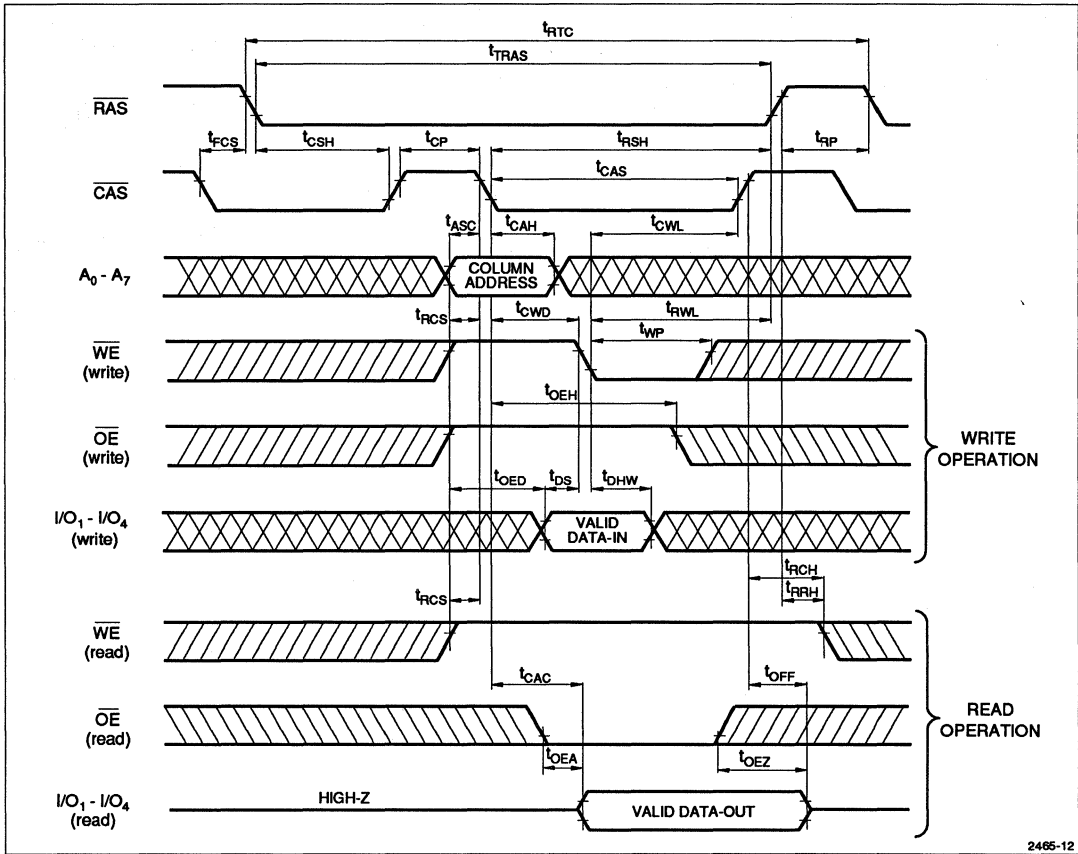 tRTC
tTRAS
RAS
tFCS tCSH tCP tRSH tRP
CAS
tCAS
tASC tCAH tCWL
A0 - A7
COLUMN
ADDRESS
tRCS tCWD tRWL
tWP
WE
(write)
tOEH
OE
(write)
WRITE
OPERATION
tOED tDS tDHW
I/O1 - I/O4
(write)
VALID
DATA-IN
tRCH
tRCS tRRH
WE
(read)
tCAC tOFF
OE
(read)
READ
OPERATION
tOEA tOEZ
I/O1 - I/O4
(read)
HIGH-Z
VALID DATA-OUT
2465-12